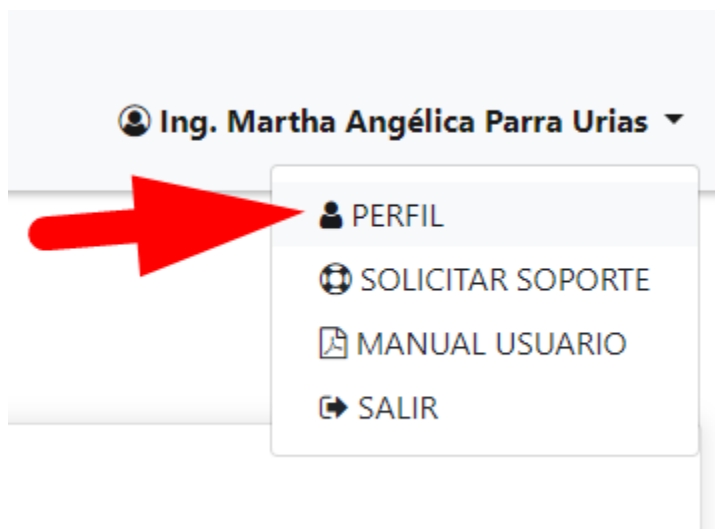 Ing. Martha Angélica Parra Urias
PERFIL
SOLICITAR SOPORTE
MANUAL USUARIO
SALIR